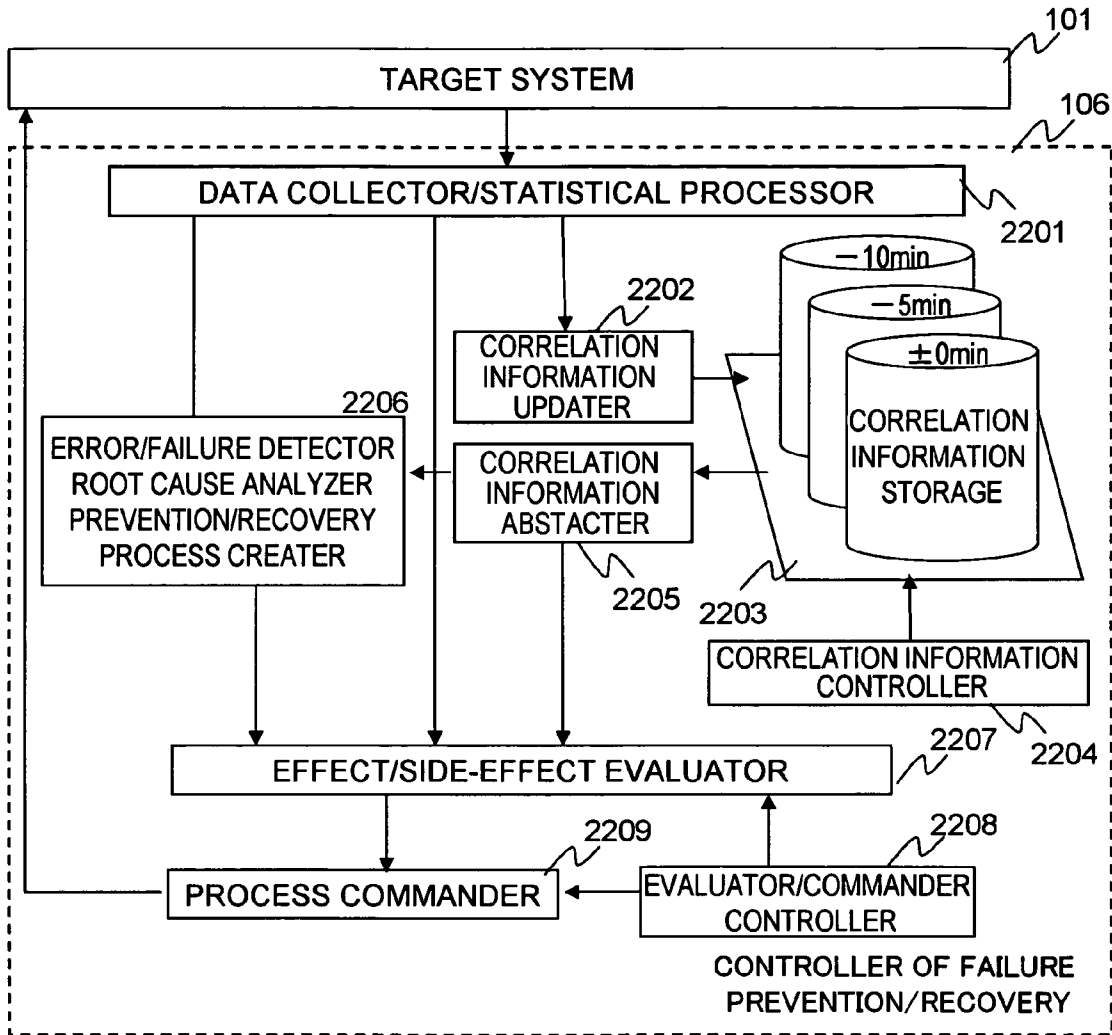 101
TARGET SYSTEM
106
DATA COLLECTOR/STATISTICAL PROCESSOR
2201
-10min
-5min
±0min
CORRELATION
INFORMATION
STORAGE
2202
CORRELATION
INFORMATION
UPDATER
2206
ERROR/FAILURE DETECTOR
ROOT CAUSE ANALYZER
PREVENTION/RECOVERY
PROCESS CREATER
CORRELATION
INFORMATION
ABSTACTER
2205
2203
CORRELATION INFORMATION
CONTROLLER
2204
2207
EFFECT/SIDE-EFFECT EVALUATOR
2209
PROCESS COMMANDER
2208
EVALUATOR/COMMANDER
CONTROLLER
CONTROLLER OF FAILURE
PREVENTION/RECOVERY